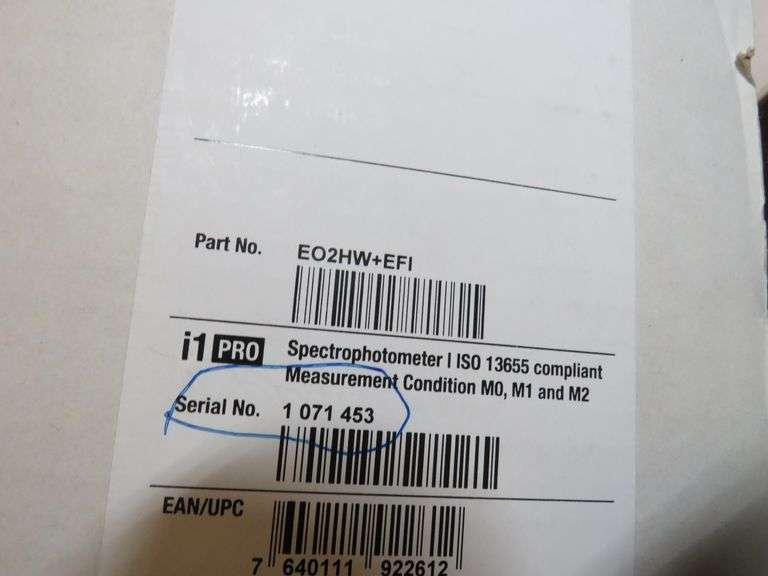 Part No. EO2HW+EFI
i1 PRO Spectrophotometer | ISO 13655 compliant
Measurement Condition M0, M1 and M2
Serial No. 1 071 453
EAN/UPC
7 640111 922612